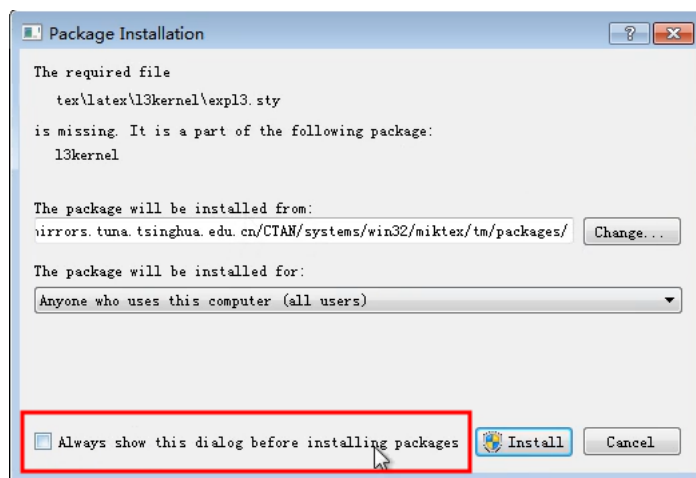 Package Installation
The required file
tex\latex\l3kernel\expl3.sty
is missing. It is a part of the following package:
l3kernel
The package will be installed from:
irrors.tuna.tsinghua.edu.cn/CTAN/systems/win32/miktex/tm/packages/
Change...
The package will be installed for:
Anyone who uses this computer (all users)
Always show this dialog before installing packages
Install
Cancel